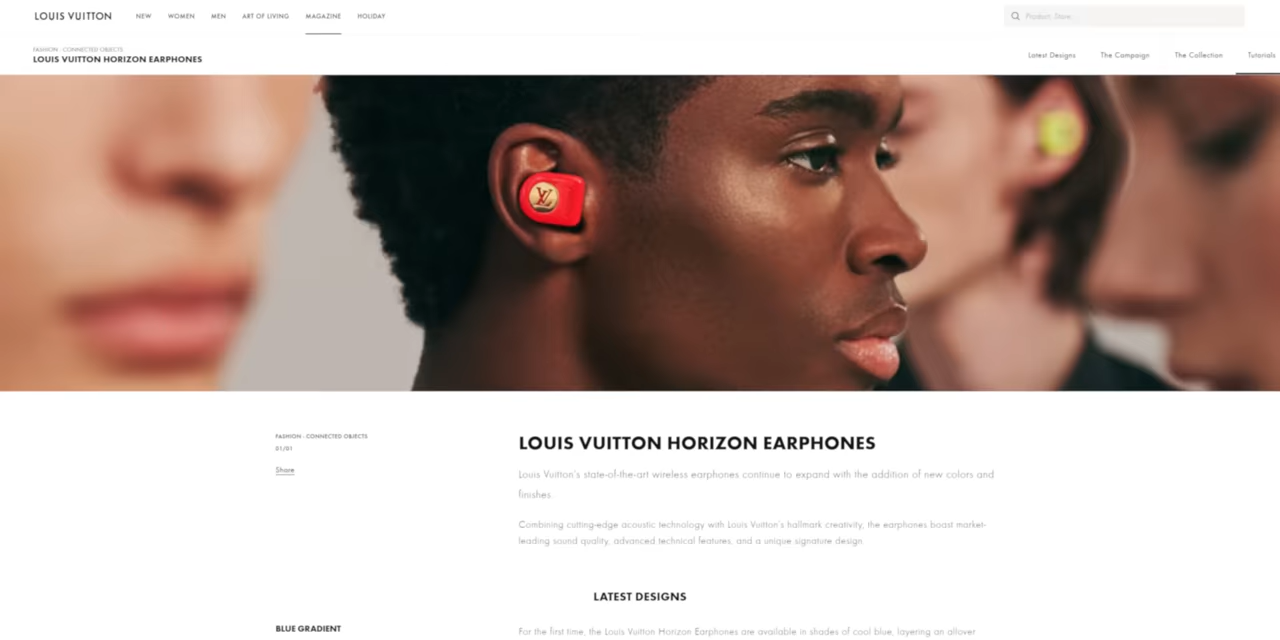 LOUIS VUITTON
NEW
WOMEN
MEN
ART OF LIVING
MAGAZINE
HOLIDAY
Product, Store...
FASHION · CONNECTED OBJECTS
LOUIS VUITTON HORIZON EARPHONES
Latest Designs
The Campaign
The Collection
Tutorials
LV
FASHION · CONNECTED OBJECTS
01/01
Share
LOUIS VUITTON HORIZON EARPHONES
Louis Vuitton's state-of-the-art wireless earphones continue to expand with the addition of new colors and
finishes.
Combining cutting-edge acoustic technology with Louis Vuitton's hallmark creativity, the earphones boast market-
leading sound quality, advanced technical features, and a unique signature design.
LATEST DESIGNS
BLUE GRADIENT
For the first time, the Louis Vuitton Horizon Earphones are available in shades of cool blue, layering an allover